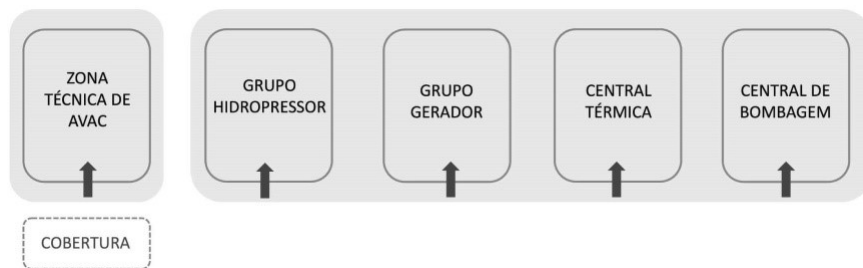 ZONA
TÉCNICA DE
AVAC
GRUPO
HIDROPRESSOR
GRUPO
GERADOR
CENTRAL
TÉRMICA
CENTRAL DE
BOMBAGEM
COBERTURA